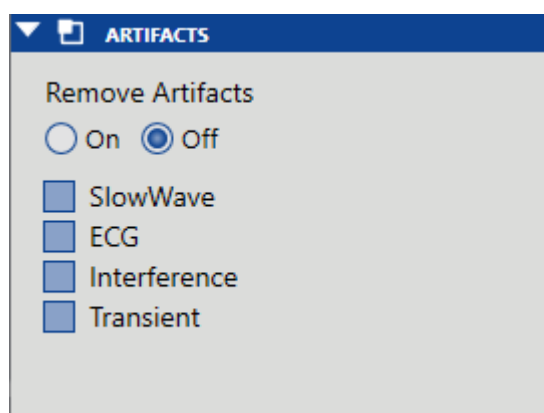 ARTIFACTS
Remove Artifacts
On Off
SlowWave
ECG
Interference
Transient